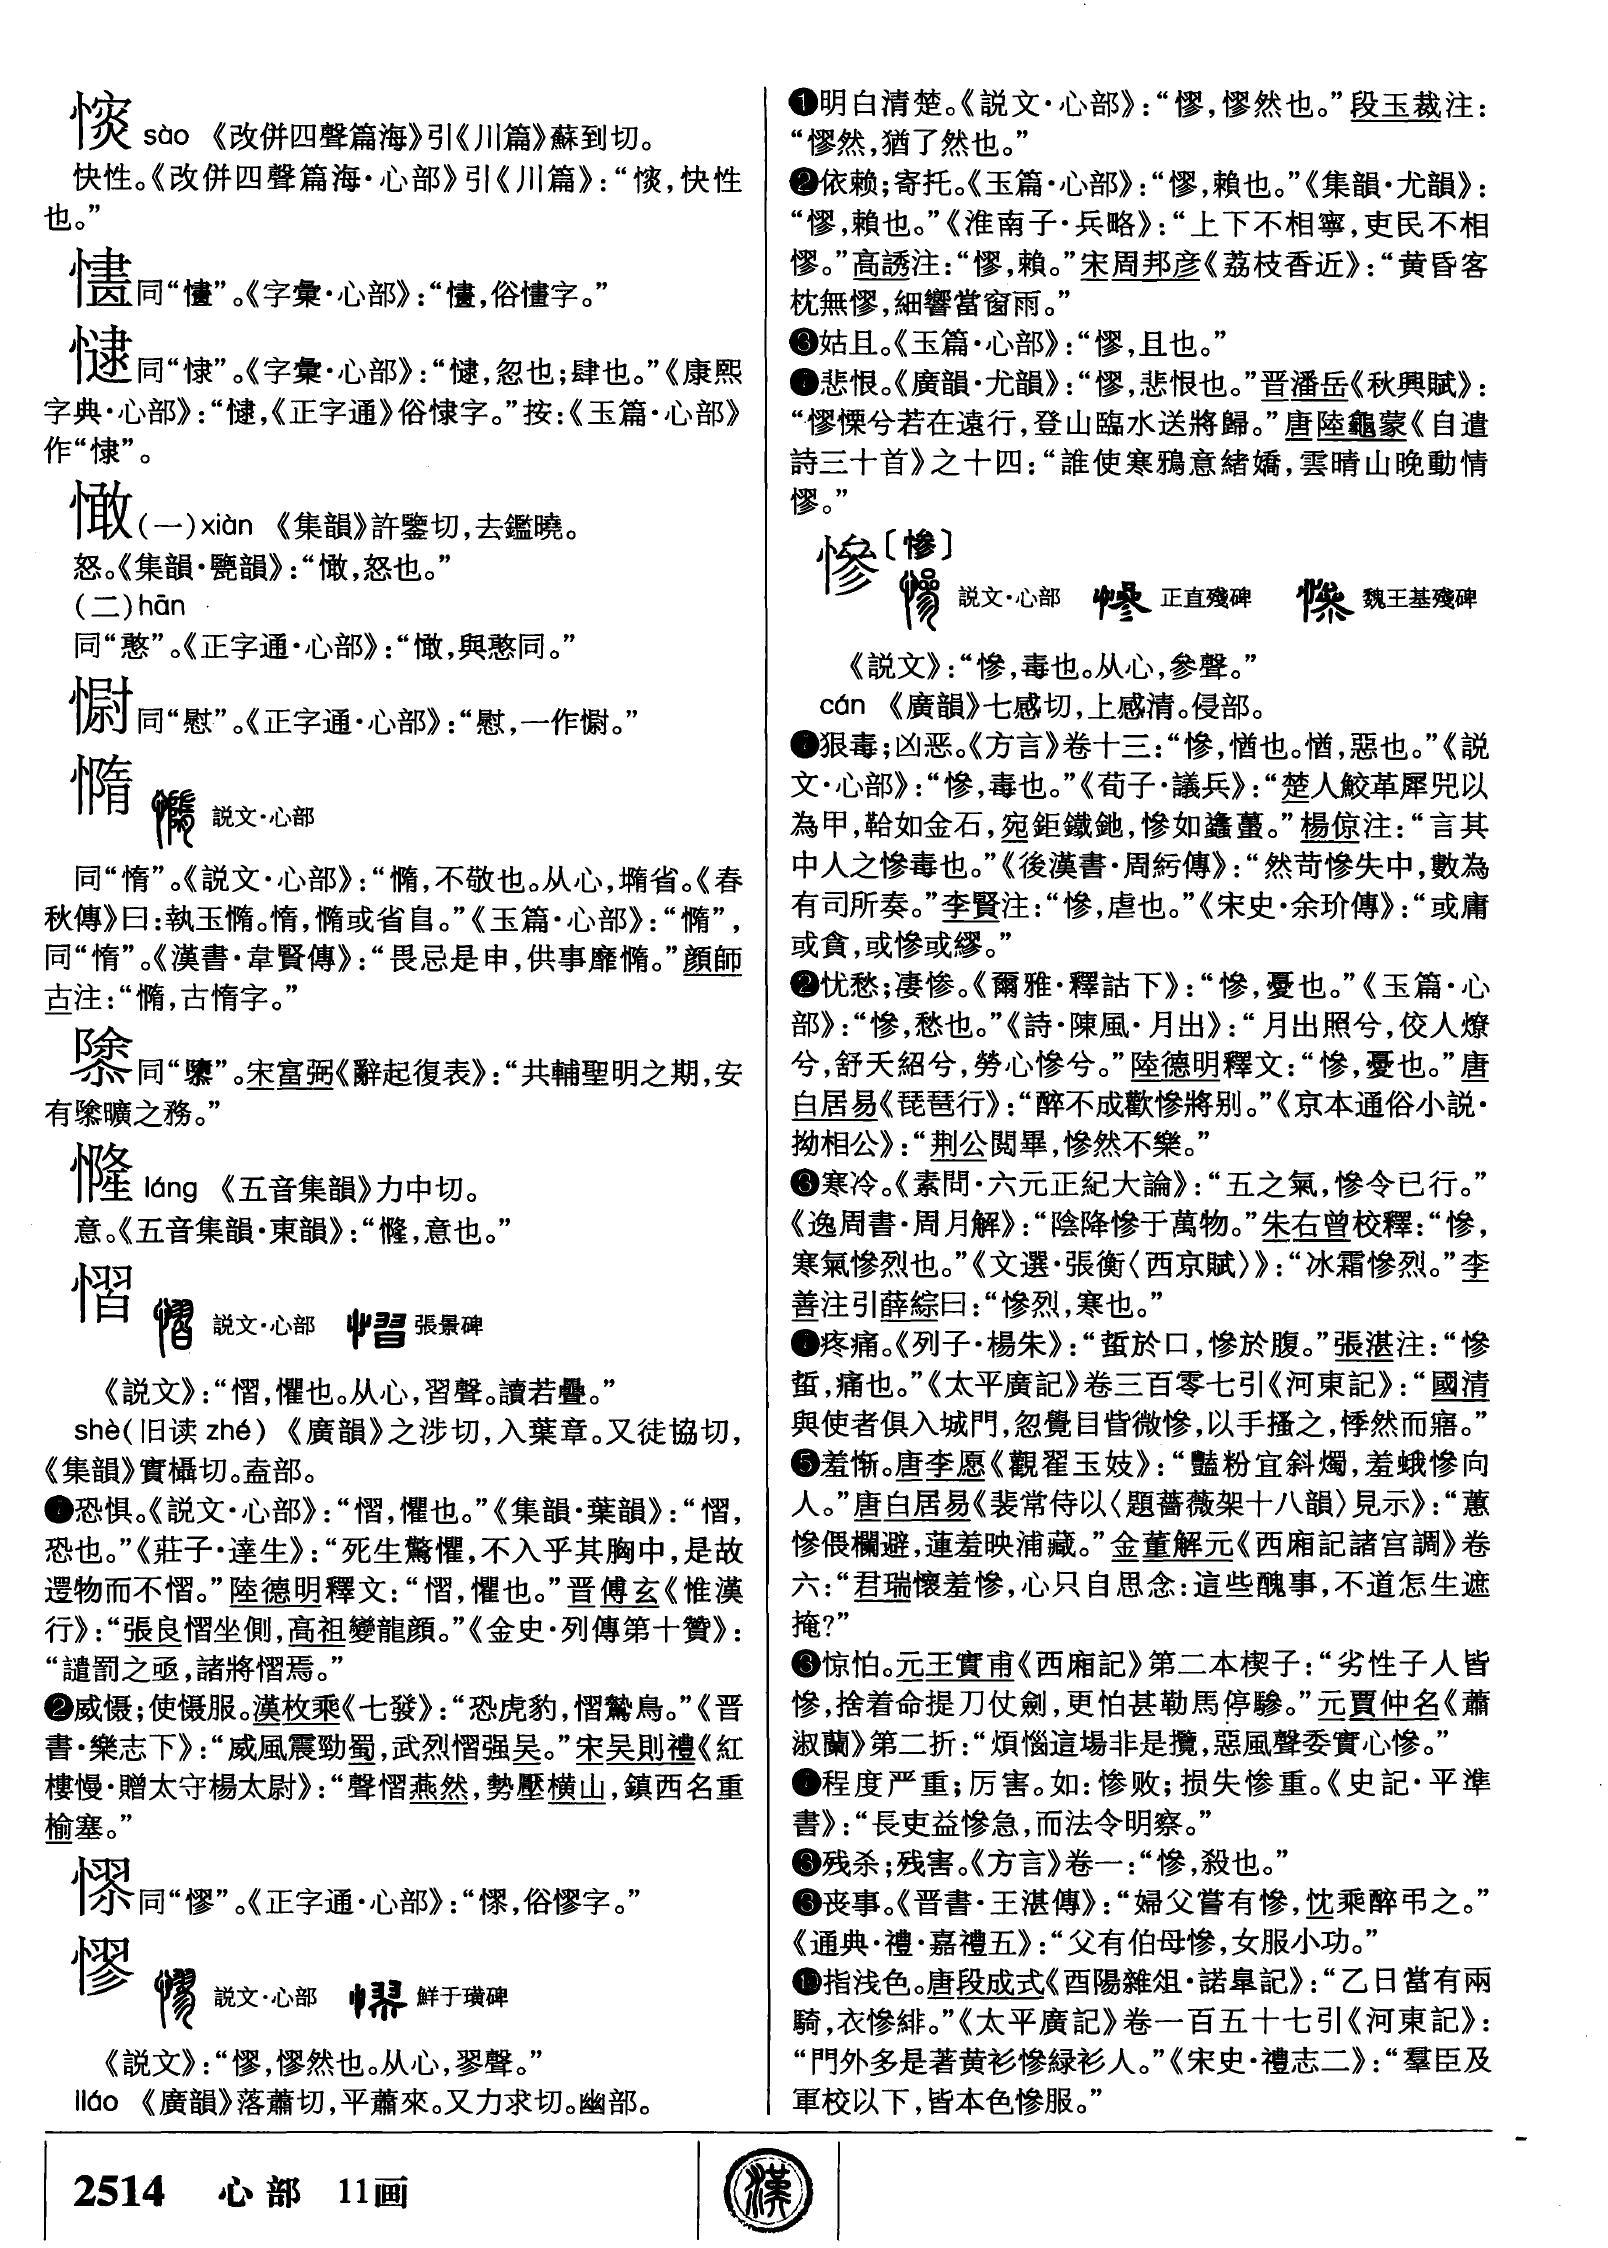 sào 《改併四聲篇海》引《川篇》蘇到切。
快性。《改併四聲篇海·心部》引《川篇》：“㥰，快性
也。”
同“”。《字彙·心部》：“，俗字。”
同“悷”。《字彙·心部》：“，忽也；肆也。”《康熙
字典·心部》：“，《正字通》俗字。”按：《玉篇·心部》
作“”。
㦑(一)xiàn 《集韻》許鑒切，去鑑曉。
怒。《集韻·甕韻》：“，怒也。”
(二)hān
同“憨”。《正字通·心部》：“，與憨同。”
同“慰”。《正字通·心部》：“慰，一作。”
憜
説文·心部
同“惰”。《説文·心部》：“憜，不敬也。从心，㙐省。《春
秋傳》曰：執玉憜。惰，憜或省𨸏。”《玉篇·心部》：“憜”，
同“惰”。《漢書·韋賢傳》：“畏忌是申，供事靡憜。”顔師
古注：“憜，古惰字。”
同“隳”。宋富弼《辭起復表》：“共輔聖明之期，安
有曠之務。”
láng 《五音集韻》力中切。
意。《五音集韻·東韻》：“，意也。”
慴
説文·心部 慴張景碑
《説文》：“慴，懼也。从心，習聲。讀若疊。”
shè(旧读 zhé) 《廣韻》之涉切，入葉章。又徒協切，
《集韻》實欇切。盍部。
❶恐惧。《説文·心部》：“慴，懼也。”《集韻·葉韻》：“慴，
恐也。”《莊子·達生》：“死生驚懼，不入乎其胸中，是故
遻物而不慴。”陸德明釋文：“慴，懼也。”晋傅玄《惟漢
行》：“張良慴坐側，高祖變龍顔。”《金史·列傳第十贊》：
“譴罰之亟，諸將慴焉。”
❷威慑；使慑服。漢枚乘《七發》：“恐虎豹，慴鷙鳥。”《晋
書·樂志下》：“威風震勁蜀，武烈慴强吴。”宋吴則禮《紅
樓慢·贈太守楊太尉》：“聲慴燕然，勢壓横山，鎮西名重
榆塞。”
同“憀”。《正字通·心部》：“，俗憀字。”
憀
説文·心部 憀鮮于璜碑
《説文》：“憀，憀然也。从心，翏聲。”
liáo 《廣韻》落蕭切，平蕭來。又力求切。幽部。
❶明白清楚。《説文·心部》：“憀，憀然也。”段玉裁注：
“憀然，猶了然也。”
❷依赖；寄托。《玉篇·心部》：“憀，賴也。”《集韻·尤韻》：
“憀，賴也。”《淮南子·兵略》：“上下不相寧，吏民不相
憀。”高誘注：“憀，賴。”宋周邦彦《荔枝香近》：“黄昏客
枕無憀，細響當窗雨。”
❸姑且。《玉篇·心部》：“憀，且也。”
❹悲恨。《廣韻·尤韻》：“憀，悲恨也。”晋潘岳《秋興賦》：
“憀慄兮若在遠行，登山臨水送將歸。”唐陸龜蒙《自遣
詩三十首》之十四：“誰使寒鴉意緒嬌，雲晴山晚動情
憀。”
慘〔惨〕
説文·心部 慘正直殘碑 慘魏王基殘碑
《説文》：“慘，毒也。从心，參聲。”
cǎn 《廣韻》七感切，上感清。侵部。
❶狠毒；凶恶。《方言》卷十三：“慘，㥢也。㥢，惡也。”《説
文·心部》：“慘，毒也。”《荀子·議兵》：“楚人鮫革犀兕以
為甲，鞈如金石，宛鉅鐵釶，慘如蠭蠆。”楊倞注：“言其
中人之慘毒也。”《後漢書·周紆傳》：“然苛慘失中，數為
有司所奏。”李賢注：“慘，虐也。”《宋史·余玠傳》：“或庸
或貪，或慘或繆。”
❷忧愁；凄惨。《爾雅·釋詁下》：“慘，憂也。”《玉篇·心
部》：“慘，愁也。”《詩·陳風·月出》：“月出照兮，佼人燎
兮，舒夭紹兮，勞心慘兮。”陸德明釋文：“慘，憂也。”唐
白居易《琵琶行》：“醉不成歡慘將别。”《京本通俗小説·
拗相公》：“荆公閲畢，慘然不樂。”
❸寒冷。《素問·六元正紀大論》：“五之氣，慘令已行。”
《逸周書·周月解》：“陰降慘于萬物。”朱右曾校釋：“慘，
寒氣慘烈也。”《文選·張衡〈西京賦〉》：“冰霜慘烈。”李
善注引薛綜曰：“慘烈，寒也。”
❹疼痛。《列子·楊朱》：“蜇於口，慘於腹。”張湛注：“慘
蜇，痛也。”《太平廣記》卷三百零七引《河東記》：“國清
與使者俱入城門，忽覺目眥微慘，以手搔之，悸然而寤。”
❺羞惭。唐李愿《觀翟玉妓》：“豔粉宜斜燭，羞蛾慘向
人。”唐白居易《裴常侍以〈題薔薇架十八韻〉見示》：“蕙
慘偎欄避，蓮羞映浦藏。”金董解元《西廂記諸宫調》卷
六：“君瑞懷羞慘，心只自思念：這些醜事，不道怎生遮
掩？”
❻惊怕。元王實甫《西廂記》第二本楔子：“劣性子人皆
慘，捨着命提刀仗劍，更怕甚勒馬停驂。”元賈仲名《蕭
淑蘭》第二折：“煩惱這場非是攬，惡風聲委實心慘。”
❼程度严重；厉害。如：惨败；损失惨重。《史記·平準
書》：“長吏益慘急，而法令明察。”
❽残杀；残害。《方言》卷一：“慘，殺也。”
❾丧事。《晋書·王湛傳》：“婦父嘗有慘，忱乘醉弔之。”
《通典·禮·嘉禮五》：“父有伯母慘，女服小功。”
❿指浅色。唐段成式《酉陽雜俎·諾皋記》：“乙日當有兩
騎，衣慘緋。”《太平廣記》卷一百五十七引《河東記》：
“門外多是著黄衫慘緑衫人。”《宋史·禮志二》：“羣臣及
軍校以下，皆本色慘服。”
2514 心部 11画
漢